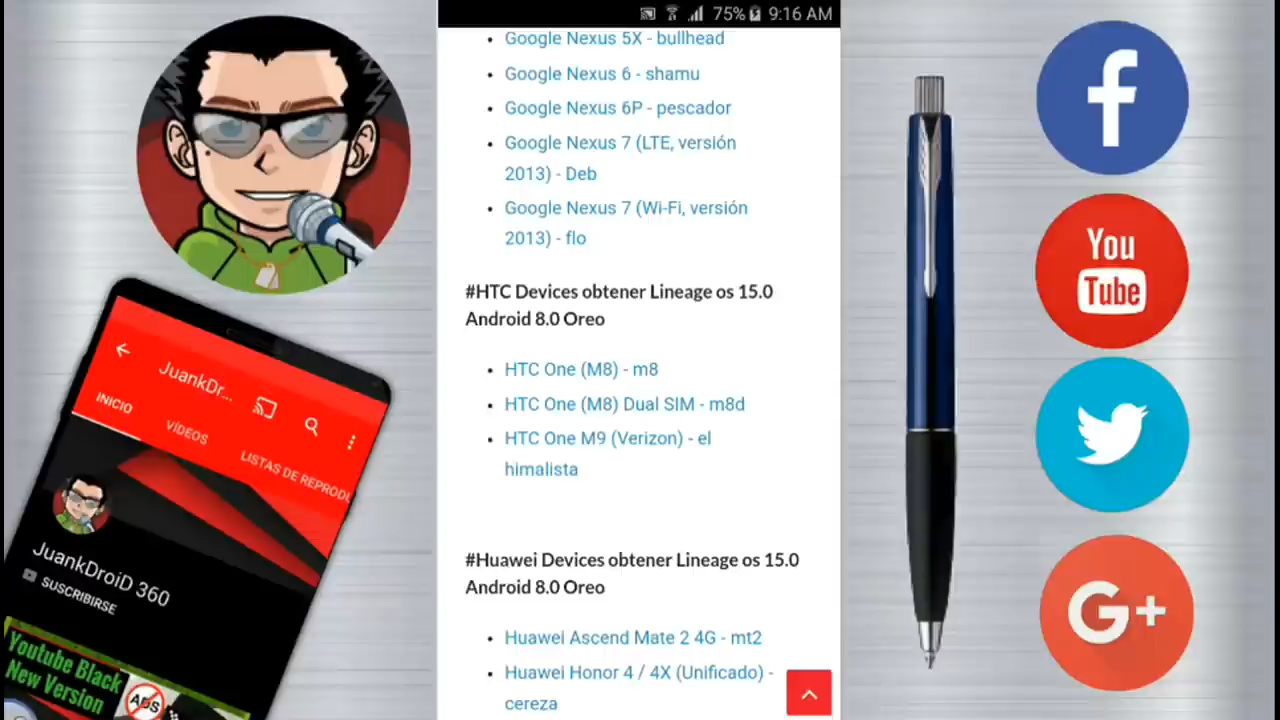 75% 9:16 AM
Google Nexus 5X - bullhead
Google Nexus 6 - shamu
Google Nexus 6P - pescador
Google Nexus 7 (LTE, versión
2013) - Deb
Google Nexus 7 (Wi-Fi, versión
2013) - flo
#HTC Devices obtener Lineage os 15.0
Android 8.0 Oreo
HTC One (M8) - m8
HTC One (M8) Dual SIM - m8d
HTC One M9 (Verizon) - el
himalista
#Huawei Devices obtener Lineage os 15.0
Android 8.0 Oreo
Huawei Ascend Mate 2 4G - mt2
Huawei Honor 4 / 4X (Unificado) -
cereza
JuankDr...
INICIO
VÍDEOS
LISTAS DE REPRODU
JuankDroiD 360
SUSCRIBIRSE
Youtube Black
New Version
ADS
f
You
Tube
G+